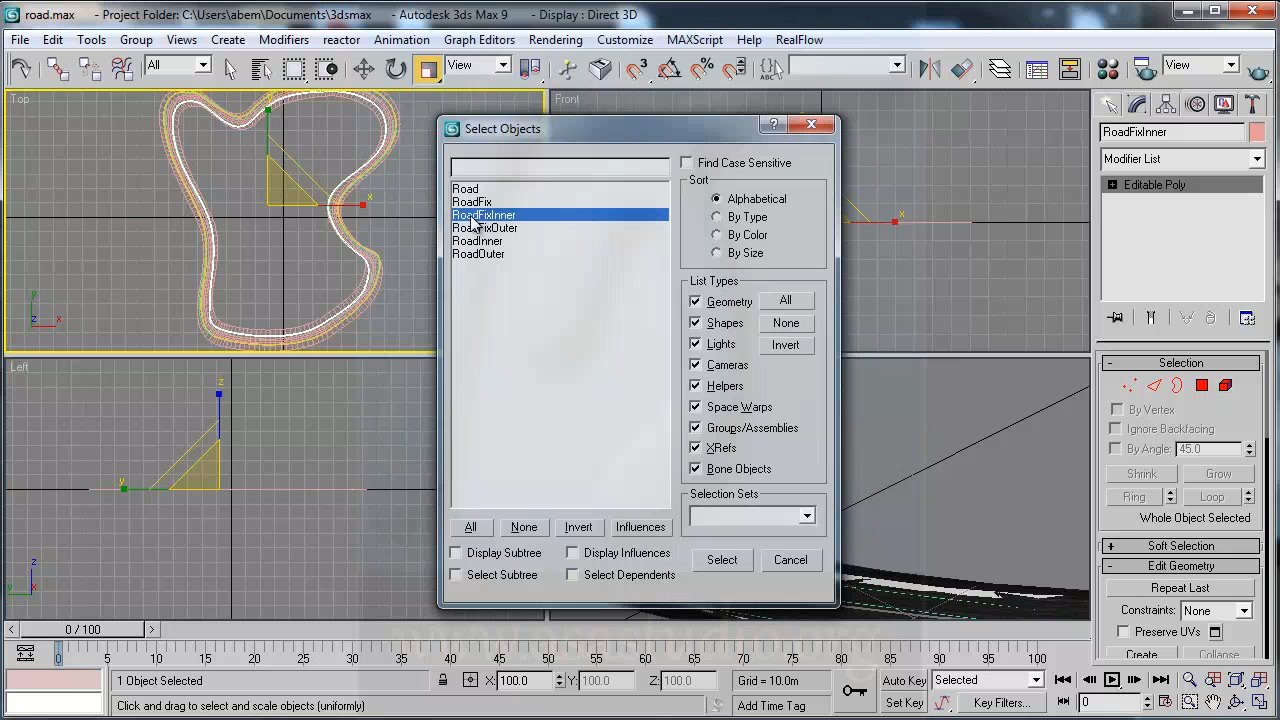 road.max - Project Folder: C:\Users\abem\Documents\3dsmax - Autodesk 3ds Max 9 - Display : Direct 3D
File Edit Tools Group Views Create Modifiers reactor Animation Graph Editors Rendering Customize MAXScript Help RealFlow
All View 3 % ABC View
Top Front
Select Objects
RoadFixInner
Find Case Sensitive
Modifier List
Sort
Road
Alphabetical
Editable Poly
RoadFix
RoadFixInner
By Type
RoadFixOuter
By Color
RoadInner
By Size
RoadOuter
x x
y
z x
List Types
Geometry All
Shapes None
Lights Invert
Left
Cameras
Selection
z
Helpers
Space Warps
By Vertex
Groups/Assemblies
Ignore Backfacing
XRefs
By Angle: 45.0
Bone Objects
Shrink Grow
y
Selection Sets
Ring Loop
Whole Object Selected
All None Invert Influences
Soft Selection
Display Subtree Display Influences
Select Cancel
Edit Geometry
Select Subtree Select Dependents
z
y x
Repeat Last
Constraints: None
0 / 100
Preserve UVs
Create Collapse
0 5 10 15 20 25 30 35 40 45 50 55 60 65 70 75 80 85 90 95 100
1 Object Selected X: 100.0 Y: 100.0 Z: 100.0 Grid = 10.0m Auto Key Selected
Click and drag to select and scale objects (uniformly) Add Time Tag Set Key Key Filters... 0